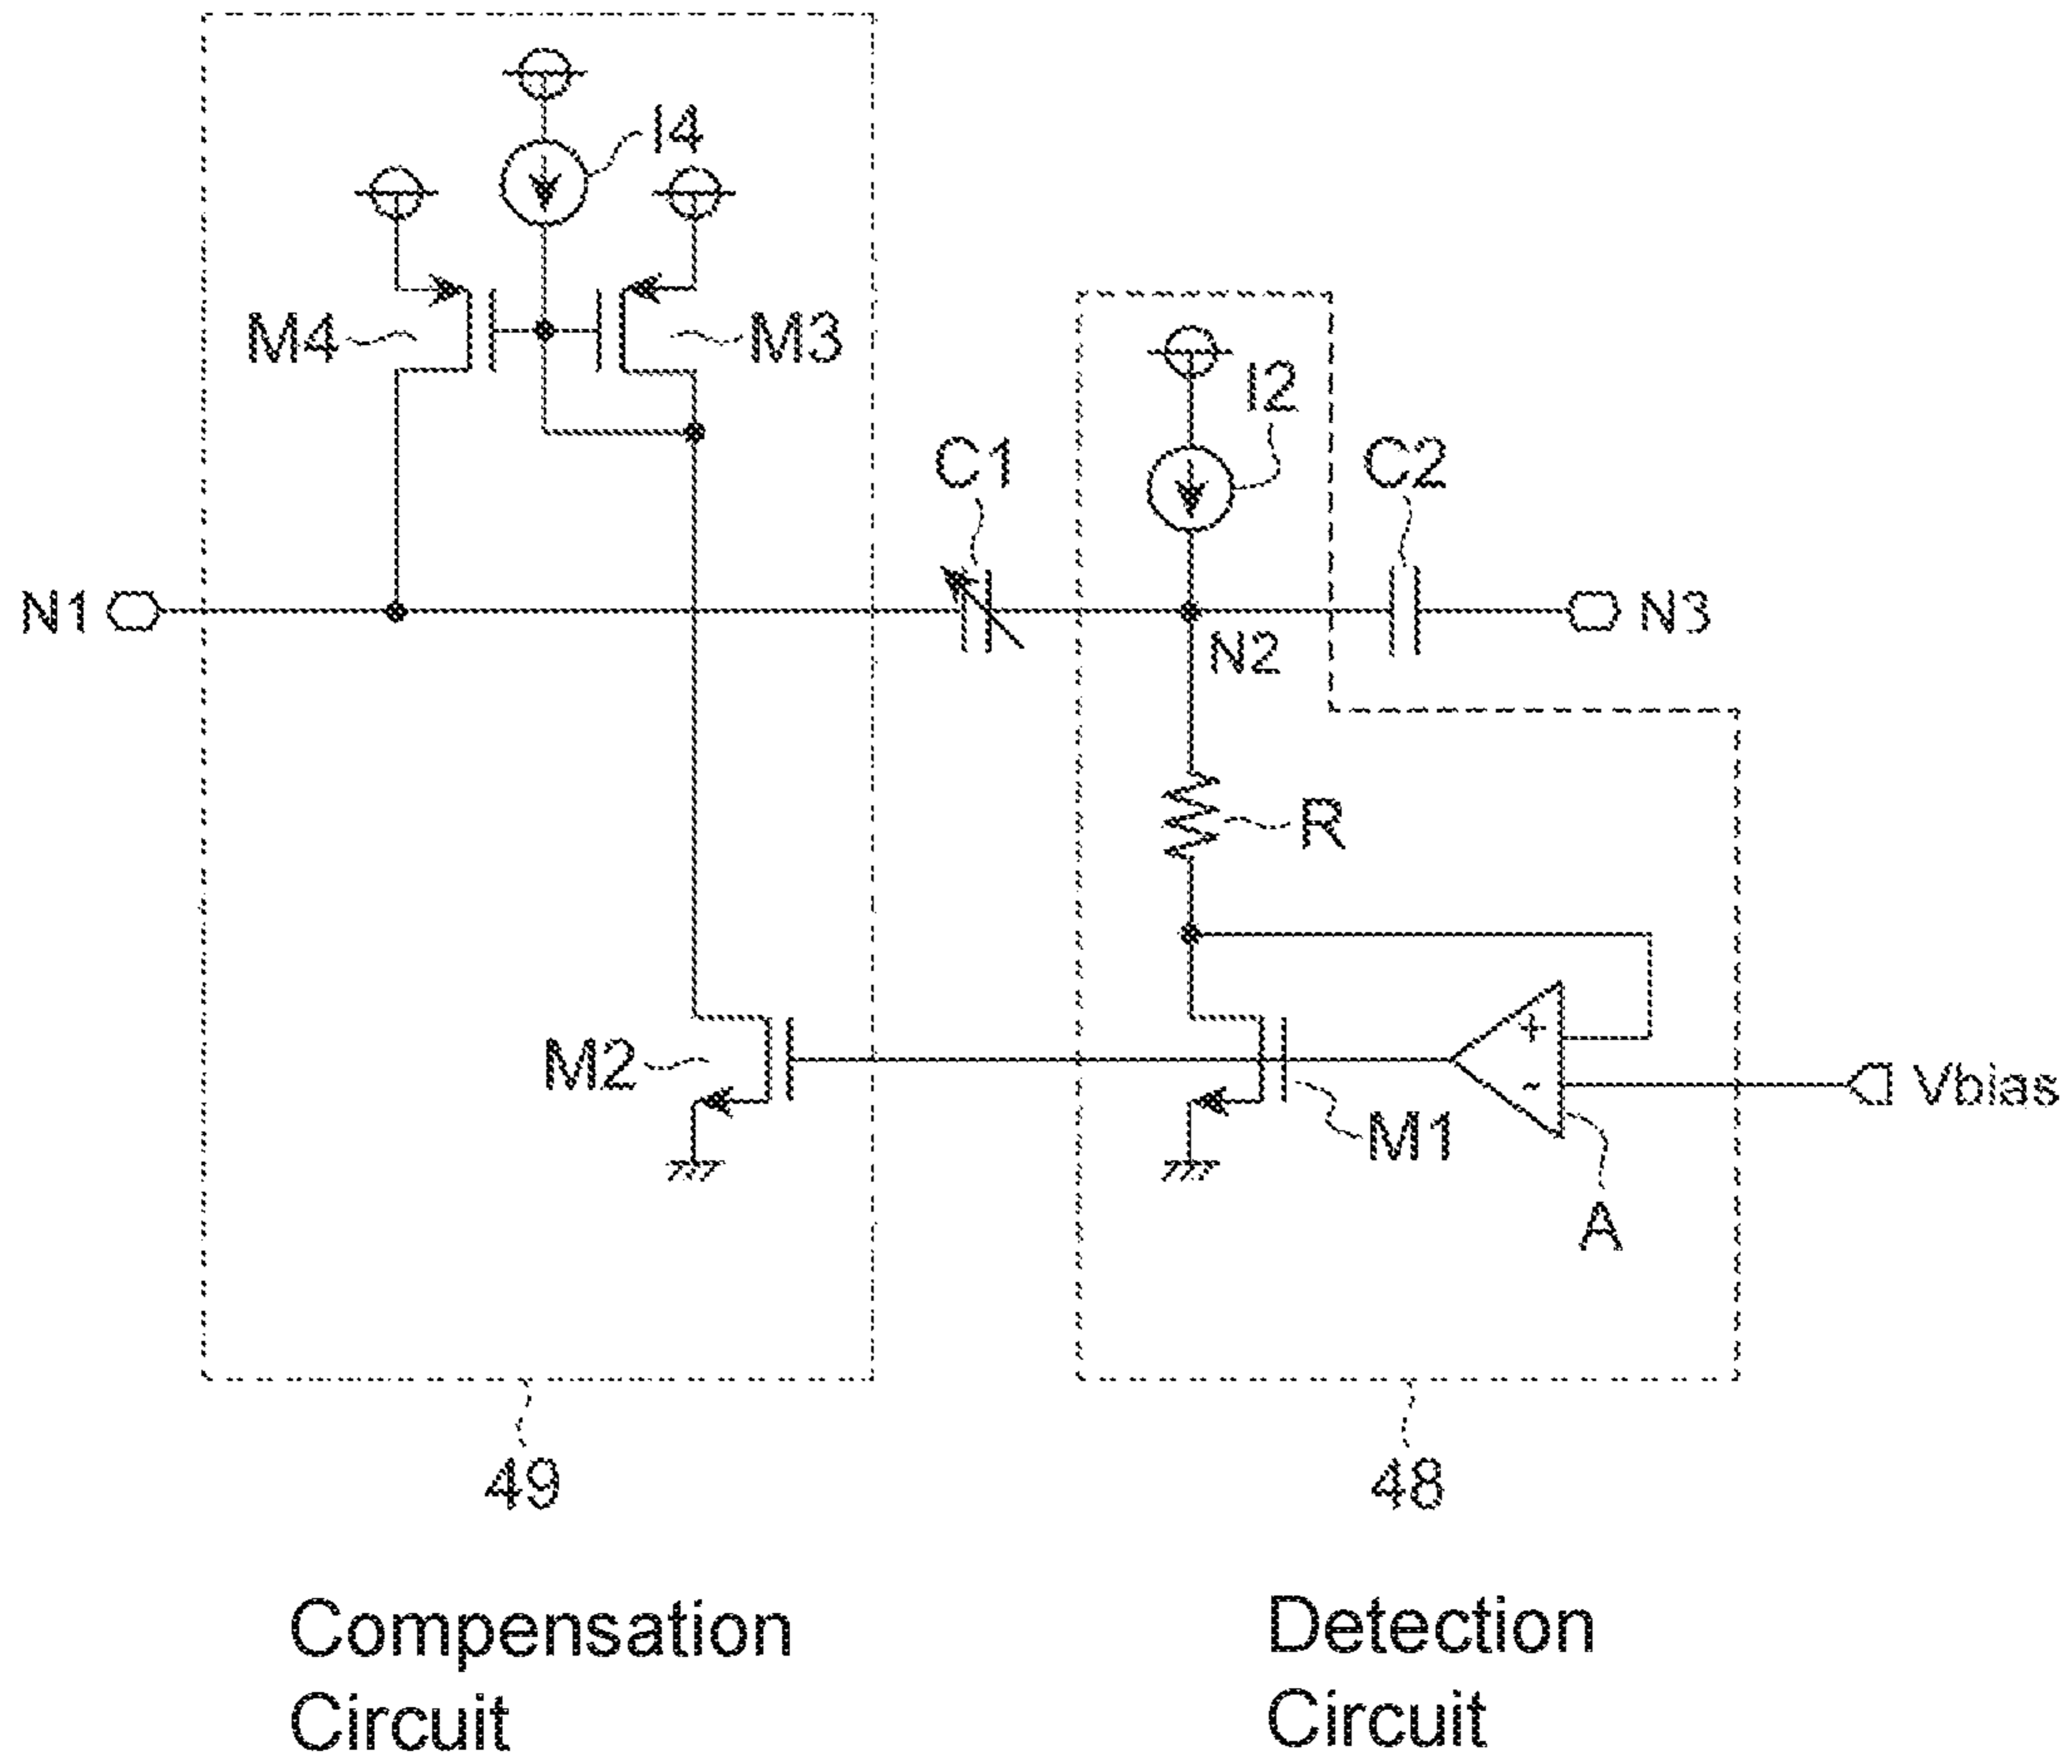 I4
M4
M3
I2
C1
C2
N1
N2
N3
R
+
-
M2
M1
Vbias
A
49
48
Compensation
Circuit
Detection
Circuit